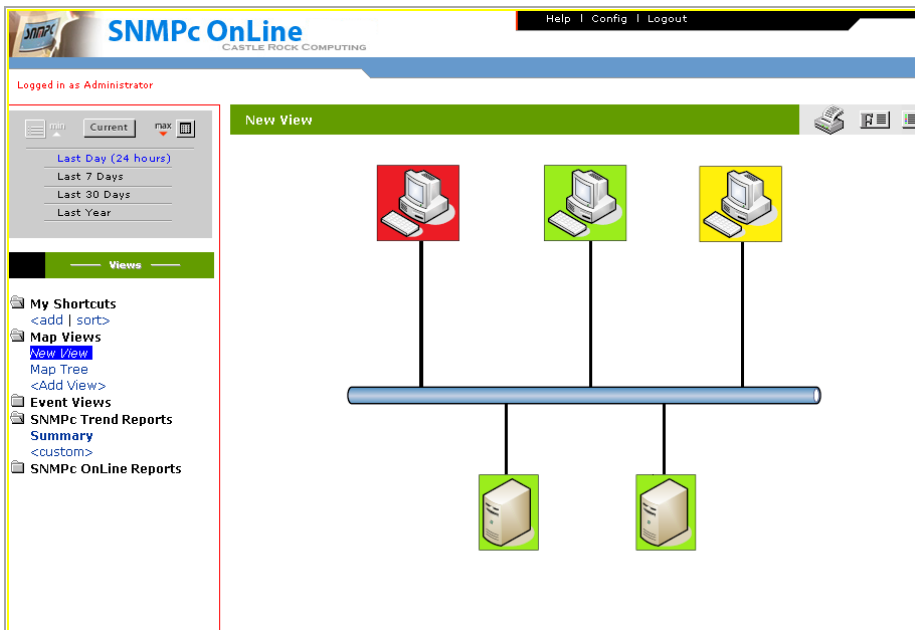 SNMPc
SNMPc OnLine
CASTLE ROCK COMPUTING
Help | Config | Logout
Logged in as Administrator
min Current max
Last Day (24 hours)
Last 7 Days
Last 30 Days
Last Year
New View
Views
My Shortcuts
<add | sort>
Map Views
New View
Map Tree
<Add View>
Event Views
SNMPc Trend Reports
Summary
<custom>
SNMPc OnLine Reports